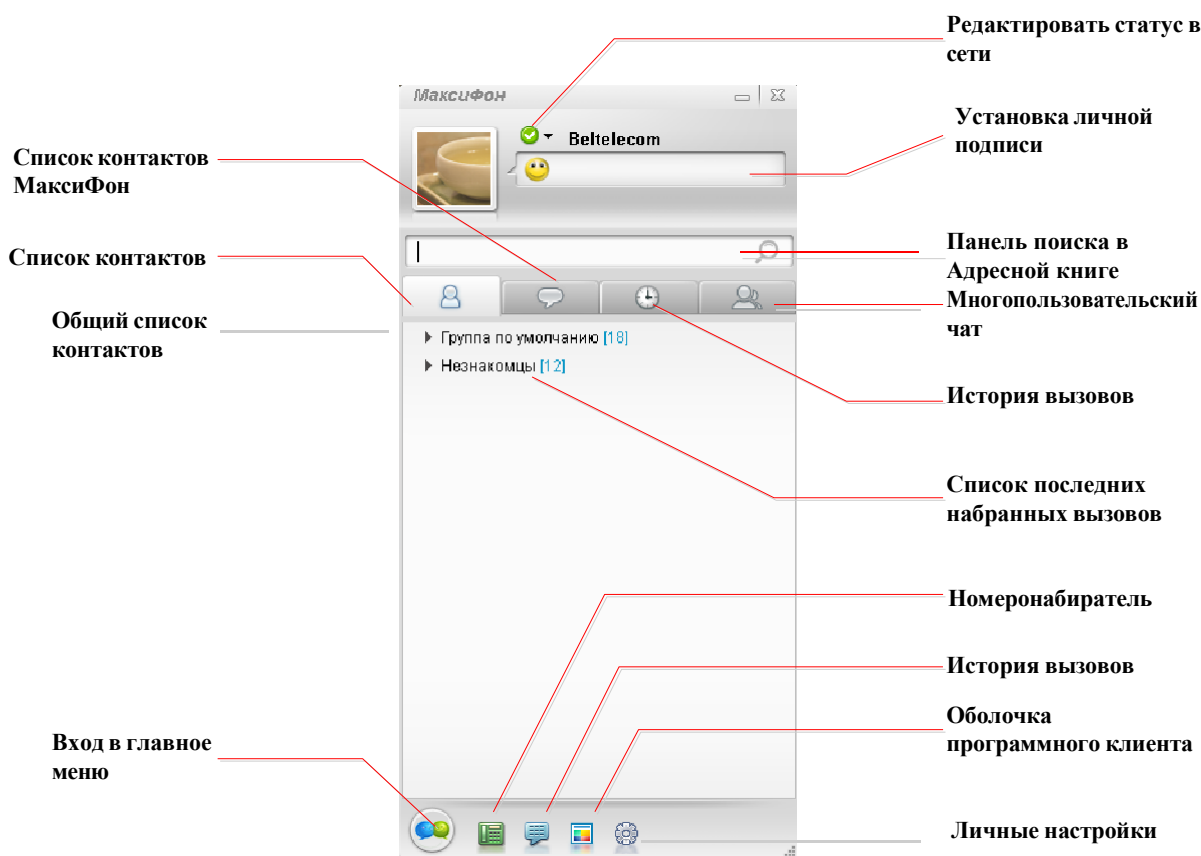 Редактировать статус в
сети
МаксиФон
Установка личной
подписи
Beltelecom
Список контактов
МаксиФон
Панель поиска в
Адресной книге
Список контактов
Многопользовательский
чат
Общий список
контактов
Группа по умолчанию [18]
Незнакомцы [12]
История вызовов
Список последних
набранных вызовов
Номеронабиратель
История вызовов
Оболочка
программного клиента
Вход в главное
меню
Личные настройки